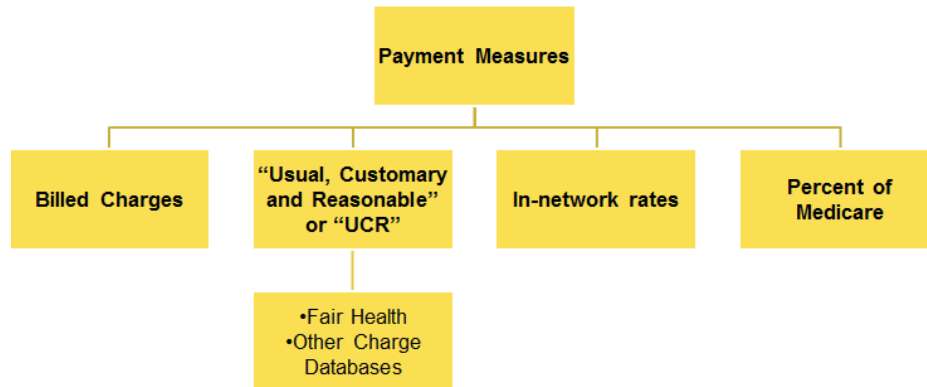 Payment Measures
Billed Charges
“Usual, Customary
and Reasonable”
or “UCR”
In-network rates
Percent of
Medicare
•Fair Health
•Other Charge
Databases